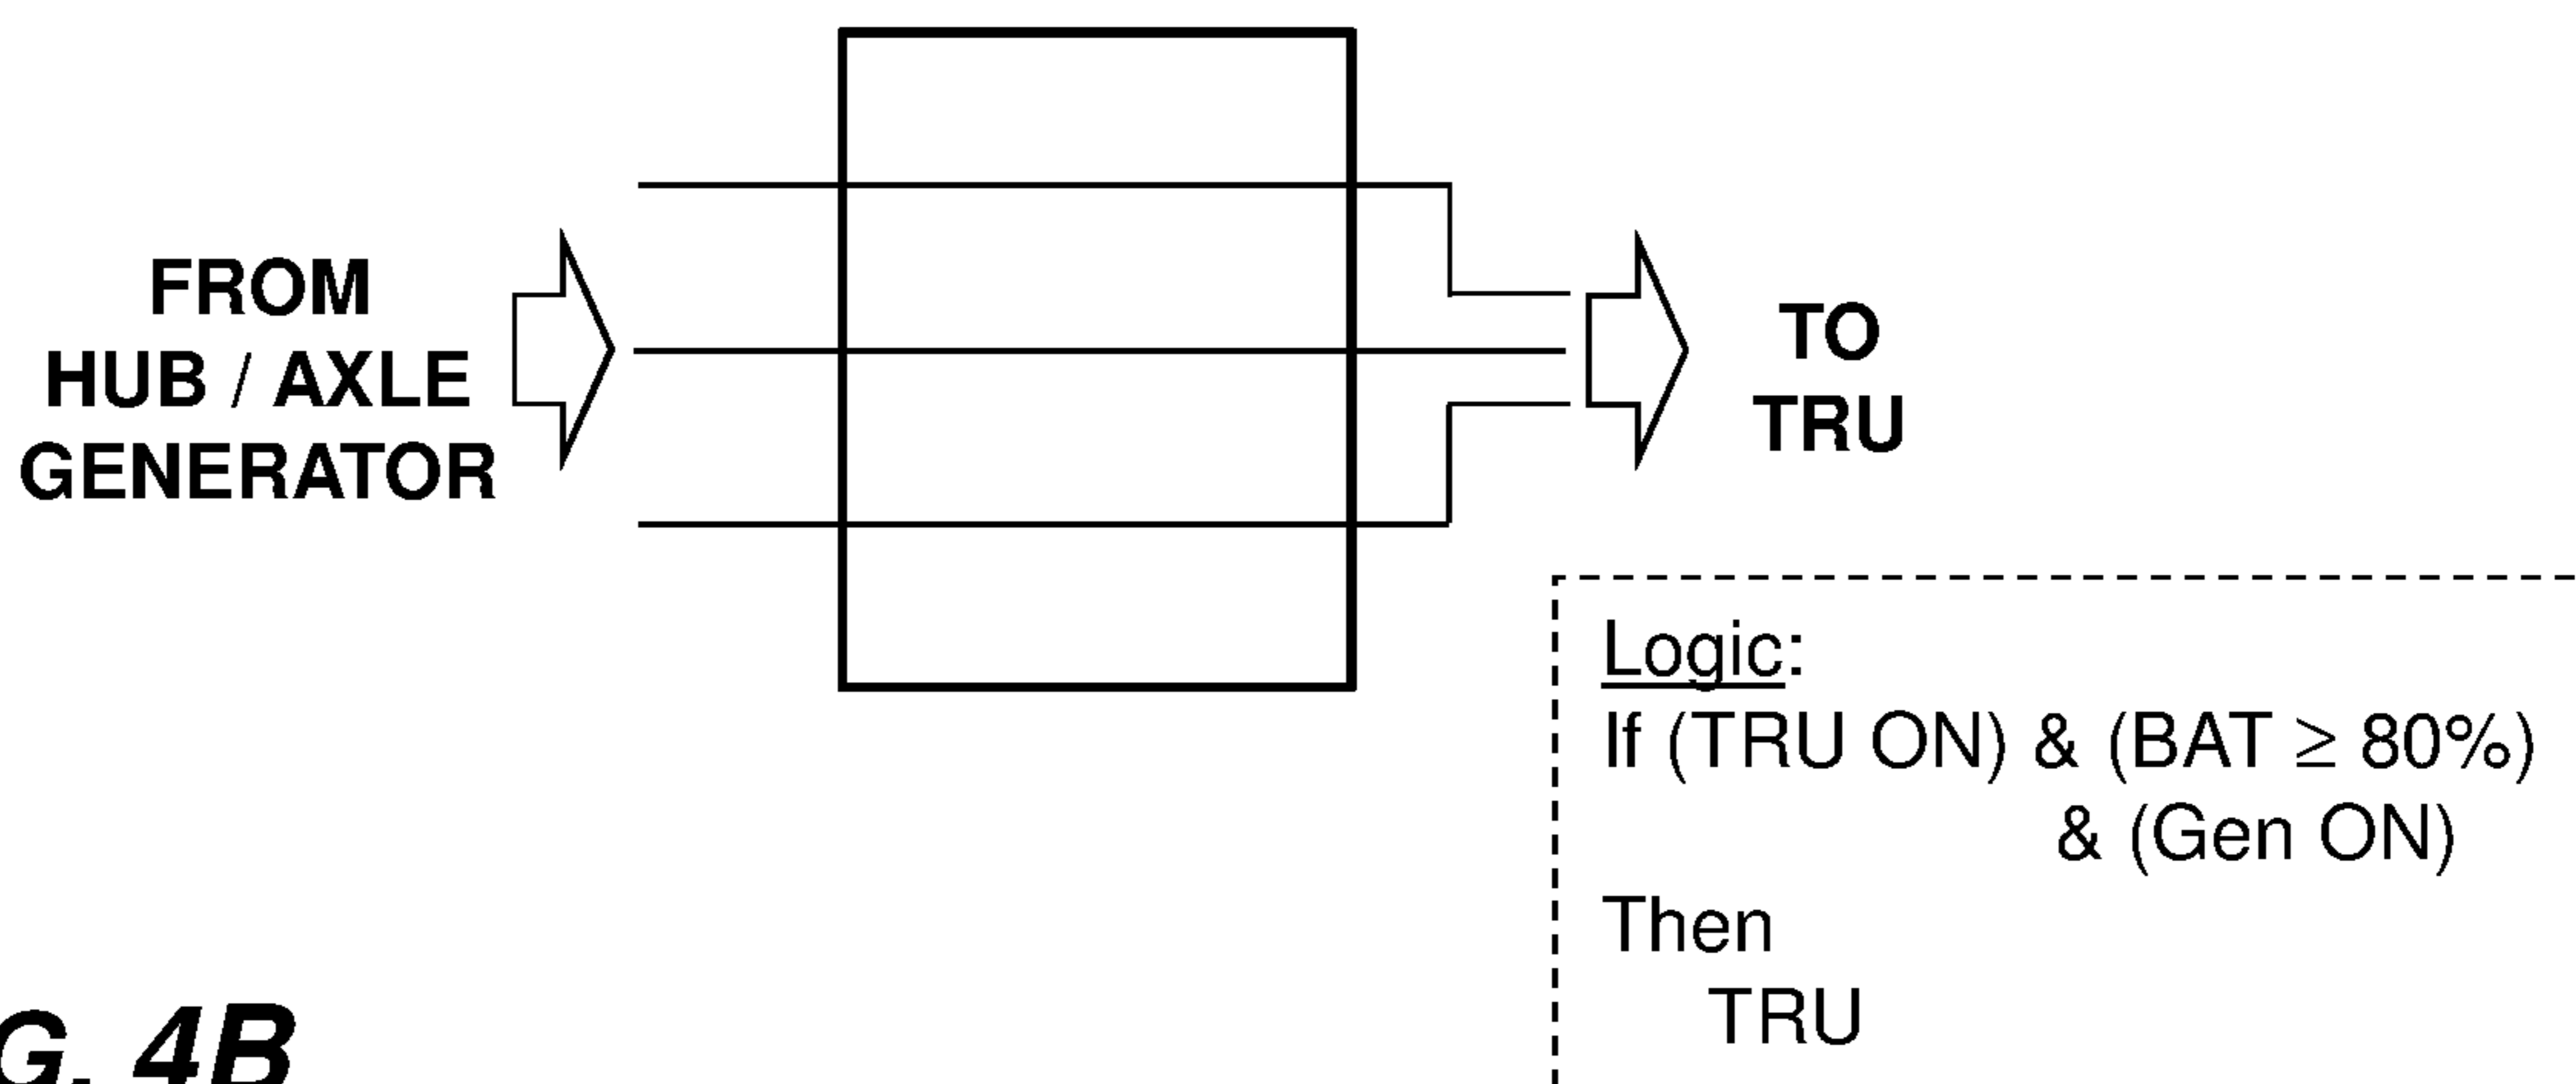 FROM
HUB / AXLE
GENERATOR
TO
TRU
Logic:
If (TRU ON) & (BAT ≥ 80%)
& (Gen ON)
Then
TRU
G. 4B